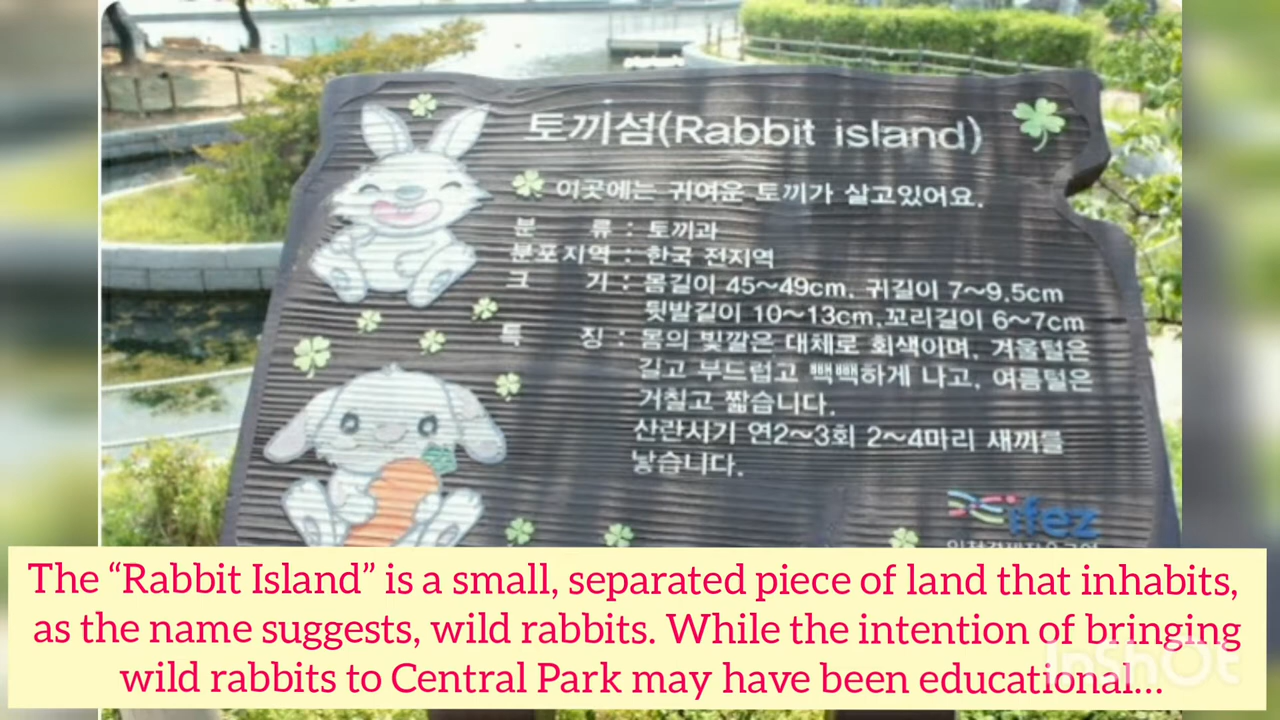 토끼섬(Rabbit island)
이곳에는 귀여운 토끼가 살고있어요.
분 류 : 토끼과
분포지역 : 한국 전지역
크 기 : 몸길이 45~49cm, 귀길이 7~9.5cm
뒷발길이 10~13cm,꼬리길이 6~7cm
특 징 : 몸의 빛깔은 대체로 회색이며, 겨울털은
길고 부드럽고 빽빽하게 나고, 여름털은
거칠고 짧습니다.
산란시기 연2~3회 2~4마리 새끼를
낳습니다.
ifez
The “Rabbit Island” is a small, separated piece of land that inhabits,
as the name suggests, wild rabbits. While the intention of bringing
wild rabbits to Central Park may have been educational...
InShOt